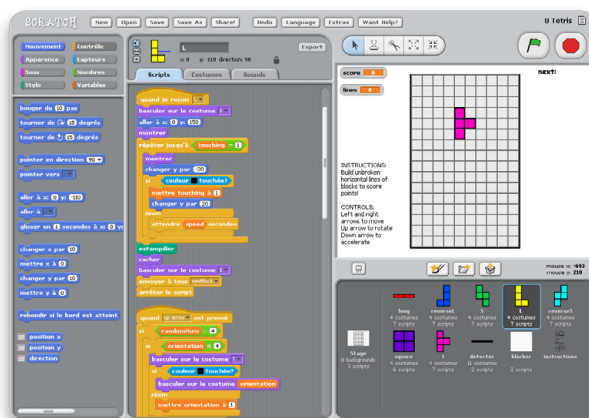 SCRATCH
New Open Save Save As Share! Undo Language Extras Want Help?
8 Tetris
Mouvement Contrôle
Apparence Capteurs
Sons Nombres
Stylo Variables
bouger de 10 pas
tourner de 15 degrés
tourner de 15 degrés
pointer en direction 90
pointer vers
aller à x: 0 y: -110
aller à
glisser en 1 secondes à x: 0 y:
changer x par 10
mettre x à 0
changer y par 10
mettre y à 0
rebondir si le bord est atteint
position x
position y
direction
L
x: 0 y: -110 direction: 90
Export
Scripts Costumes Sounds
quand je reçois L
basculer sur le costume
aller à x: 0 y: 150
montrer
répéter jusqu'à touching = 1
montrer
changer y par -20
si couleur touchée?
mettre touching à 1
changer y par 20
sinon
attendre speed secondes
estampiller
cacher
basculer sur le costume
envoyer à tous
arrêter le script
quand up arrow est pressé
si randomNum = 4
si orientation = 4
basculer sur le costume
si couleur touchée?
basculer sur le costume orientation
sinon
mettre orientation à 1
score 0
lines 0
NEXT:
INSTRUCTIONS:
Build unbroken
horizontal lines of
blocks to score
points!
CONTROLS:
Left and right
arrows to move
Up arrow to rotate
Down arrow to
accelerate
mouse x: -693
mouse y: 210
Stage
3 scripts
long
4 costumes
7 scripts
reverseL
4 costumes
7 scripts
S
4 costumes
7 scripts
L
4 costumes
7 scripts
reverseS
4 costumes
7 scripts
square
4 costumes
6 scripts
T
4 costumes
detector
11 costumes
2 scripts
blocker
2 scripts
instructions